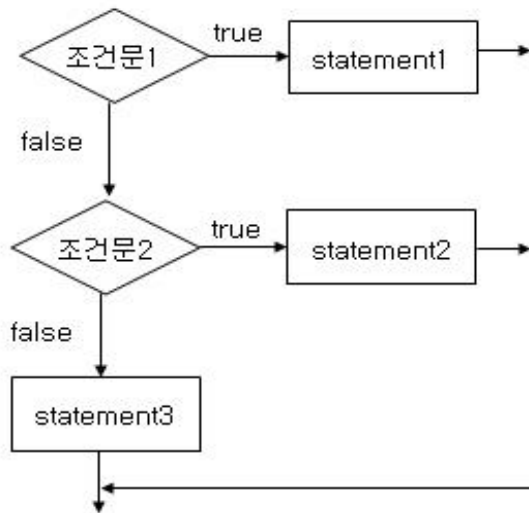 조건문1
true
statement1
false
조건문2
true
statement2
false
statement3